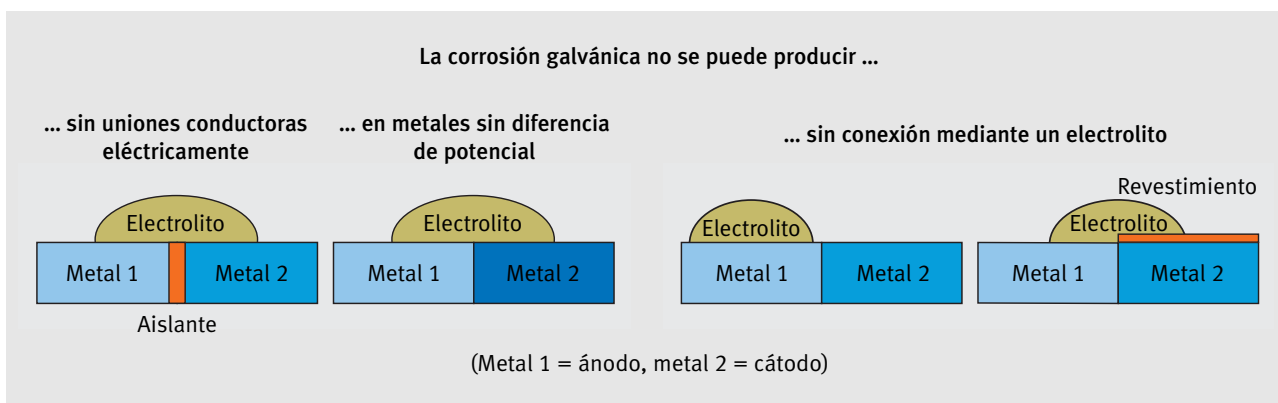 La corrosión galvánica no se puede producir ...
... sin uniones conductoras
eléctricamente
Electrolito
Metal 1
Metal 2
Aislante
... en metales sin diferencia
de potencial
Electrolito
Metal 1
Metal 2
... sin conexión mediante un electrolito
Electrolito
Metal 1
Metal 2
Revestimiento
Electrolito
Metal 1
Metal 2
(Metal 1 = ánodo, metal 2 = cátodo)